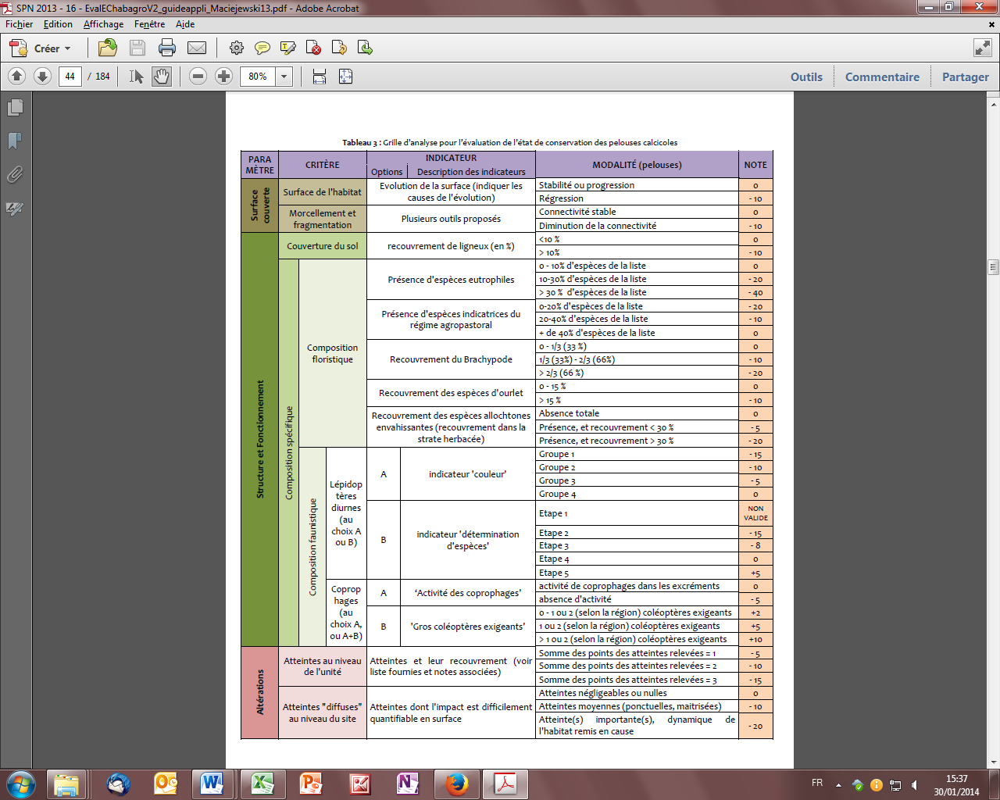 SPN 2013 - 16 - EvalEChabagroV2_guideappli_Maciejewski13.pdf - Adobe Acrobat
Fichier Edition Affichage Fenêtre Aide
Créer
44 / 184 80% Outils Commentaire Partager
Tableau 3 : Grille d'analyse pour l'évaluation de l'état de conservation des pelouses calcicoles
PARA MÈTRE CRITÈRE INDICATEUR MODALITÉ (pelouses) NOTE
Options Description des indicateurs
Surface couverte
Surface de l'habitat
Evolution de la surface (indiquer les
causes de l'évolution)
Stabilité ou progression 0
Régression - 10
Morcellement et
fragmentation
Plusieurs outils proposés
Connectivité stable 0
Diminution de la connectivité - 10
Structure et Fonctionnement
Couverture du sol
recouvrement de ligneux (en %)
<10 % 0
> 10% - 10
Composition spécifique
Composition
floristique
Présence d'espèces eutrophiles
0 - 10% d'espèces de la liste 0
10-30% d'espèces de la liste - 20
> 30 % d'espèces de la liste - 40
Présence d'espèces indicatrices du
régime agropastoral
0-20% d'espèces de la liste - 20
20-40% d'espèces de la liste - 10
+ de 40% d'espèces de la liste 0
Recouvrement du Brachypode
0 - 1/3 (33 %) 0
1/3 (33%) - 2/3 (66%) - 10
> 2/3 (66 %) - 20
Recouvrement des espèces d'ourlet
0 - 15 % 0
> 15 % - 10
Recouvrement des espèces allochtones
envahissantes (recouvrement dans la
strate herbacée)
Absence totale 0
Présence, et recouvrement < 30 % - 5
Présence, et recouvrement > 30 % - 20
Composition faunistique
Lépidop
tères
diurnes
(au
choix A
ou B)
A indicateur 'couleur'
Groupe 1 - 15
Groupe 2 - 10
Groupe 3 - 5
Groupe 4 0
B indicateur 'détermination
d'espèces'
Etape 1 NON VALIDE
Etape 2 - 15
Etape 3 - 8
Etape 4 0
Etape 5 +5
Coprop
hages
(au
choix A,
ou A+B)
A 'Activité des coprophages'
activité de coprophages dans les excréments 0
absence d'activité - 5
B 'Gros coléoptères exigeants'
0 - 1 ou 2 (selon la région) coléoptères exigeants +2
1 ou 2 (selon la région) coléoptères exigeants +5
> 1 ou 2 (selon la région) coléoptères exigeants +10
Altérations
Atteintes au niveau
de l'unité
Atteintes et leur recouvrement (voir
liste fournies et notes associées)
Somme des points des atteintes relevées = 1 - 5
Somme des points des atteintes relevées = 2 - 10
Somme des points des atteintes relevées = 3 - 15
Atteintes "diffuses"
au niveau du site
Atteintes dont l'impact est difficilement
quantifiable en surface
Atteintes négligeables ou nulles 0
Atteintes moyennes (ponctuelles, maitrisées) - 10
Atteinte(s) importante(s), dynamique de
l'habitat remis en cause - 20
FR 15:37
30/01/2014